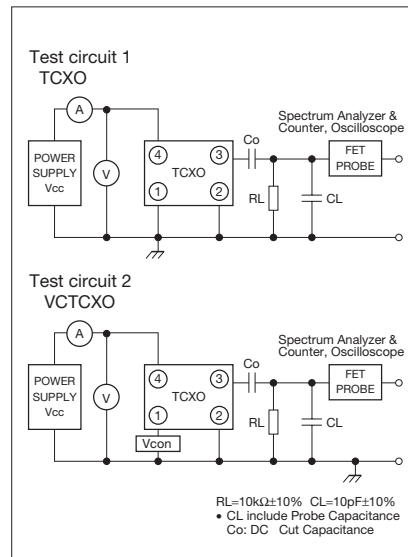 Test circuit 1
TCXO
A
Spectrum Analyzer &
Counter, Oscilloscope
POWER
SUPPLY
Vcc
V
4
3
TCXO
1
2
Co
RL
CL
FET
PROBE
Test circuit 2
VCTCXO
A
Spectrum Analyzer &
Counter, Oscilloscope
POWER
SUPPLY
Vcc
V
4
3
TCXO
1
2
Vcon
Co
RL
CL
FET
PROBE
RL=10kΩ±10% CL=10pF±10%
• CL include Probe Capacitance
Co: DC Cut Capacitance